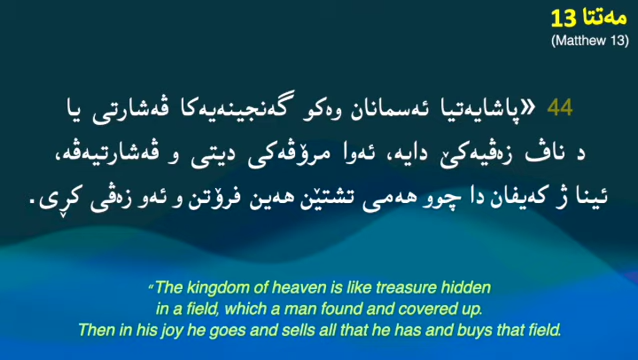 مەتتا 13
(Matthew 13)
44 «پاشایەتیا ئەسمانان وەکو گەنجینەیەکا ڤەشارتی یا
د ناڤ زەڤیەکێ دایە، ئەوا مرۆڤەکی دیتی و ڤەشارتیەڤە،
ئینا ژ کەیفان دا چوو هەمی تشتێن هەین فرۆتن و ئەو زەڤی کڕی.
“The kingdom of heaven is like treasure hidden
in a field, which a man found and covered up.
Then in his joy he goes and sells all that he has and buys that field.